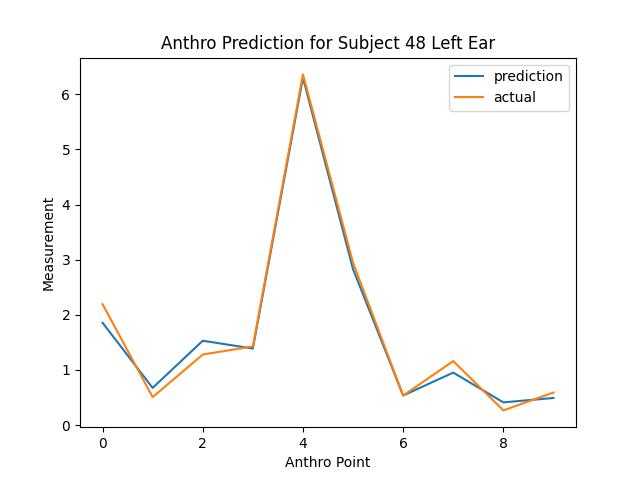 Anthro Prediction for Subject 48 Left Ear
prediction
actual
Measurement
6
5
4
3
2
1
0
0 2 4 6 8
Anthro Point